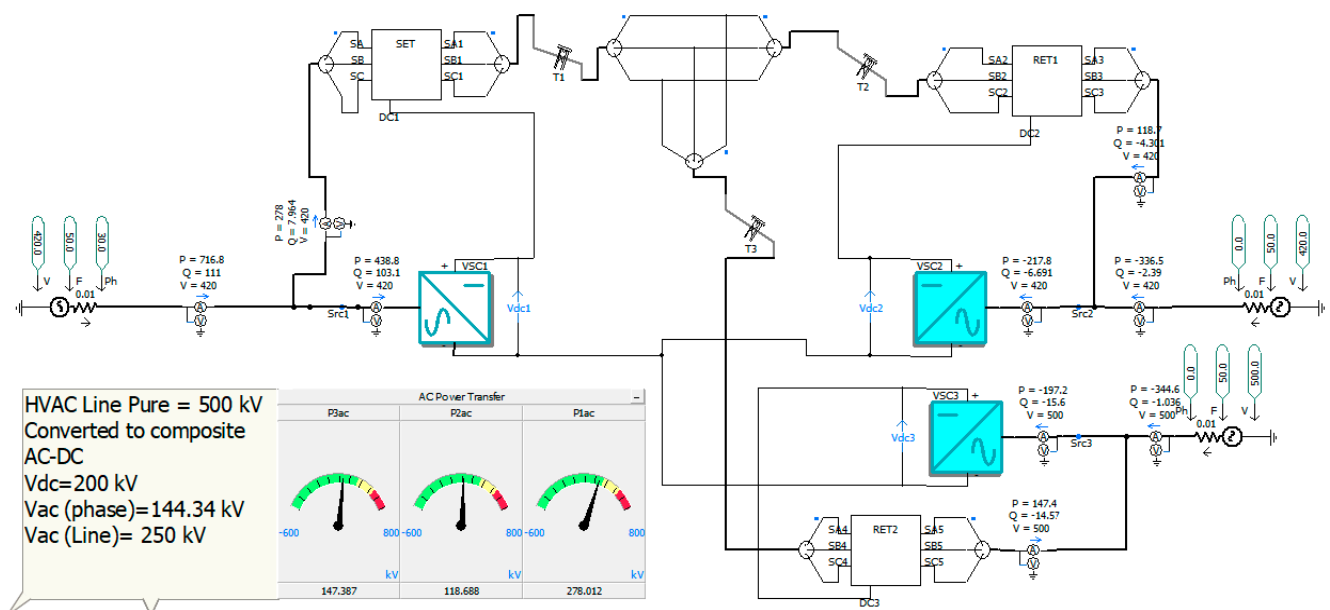 SET
SA
SB
SC
SA1
SB1
SC1
DC1
T1
T2
T3
SA2
SB2
SC2
RET1
SA3
SB3
SC3
DC2
P = 118.7
Q = -4.301
V = 420
P = 278
Q = 7.964
V = 420
420.0
50.0
30.0
V
F
Ph
0.01
P = 716.8
Q = 111
V = 420
P = 438.8
Q = 103.1
V = 420
Src1
VSC1
+
-
Vdc1
Vdc2
VSC2
+
-
P = -217.8
Q = -6.691
V = 420
Src2
P = -336.5
Q = -2.39
V = 420
0.0
50.0
420.0
Ph
F
V
0.01
HVAC Line Pure = 500 kV
Converted to composite
AC-DC
Vdc=200 kV
Vac (phase)=144.34 kV
Vac (Line)= 250 kV
AC Power Transfer
P3ac
P2ac
P1ac
-600
800
kV
-600
800
kV
-600
800
kV
147.387
118.688
278.012
Vdc3
VSC3
+
-
P = -197.2
Q = -15.6
V = 500
Src3
P = -344.6
Q = -1.036
V = 500
0.0
50.0
500.0
Ph
F
V
0.01
SA4
SB4
SC4
RET2
SA5
SB5
SC5
DC3
P = 147.4
Q = -14.57
V = 500